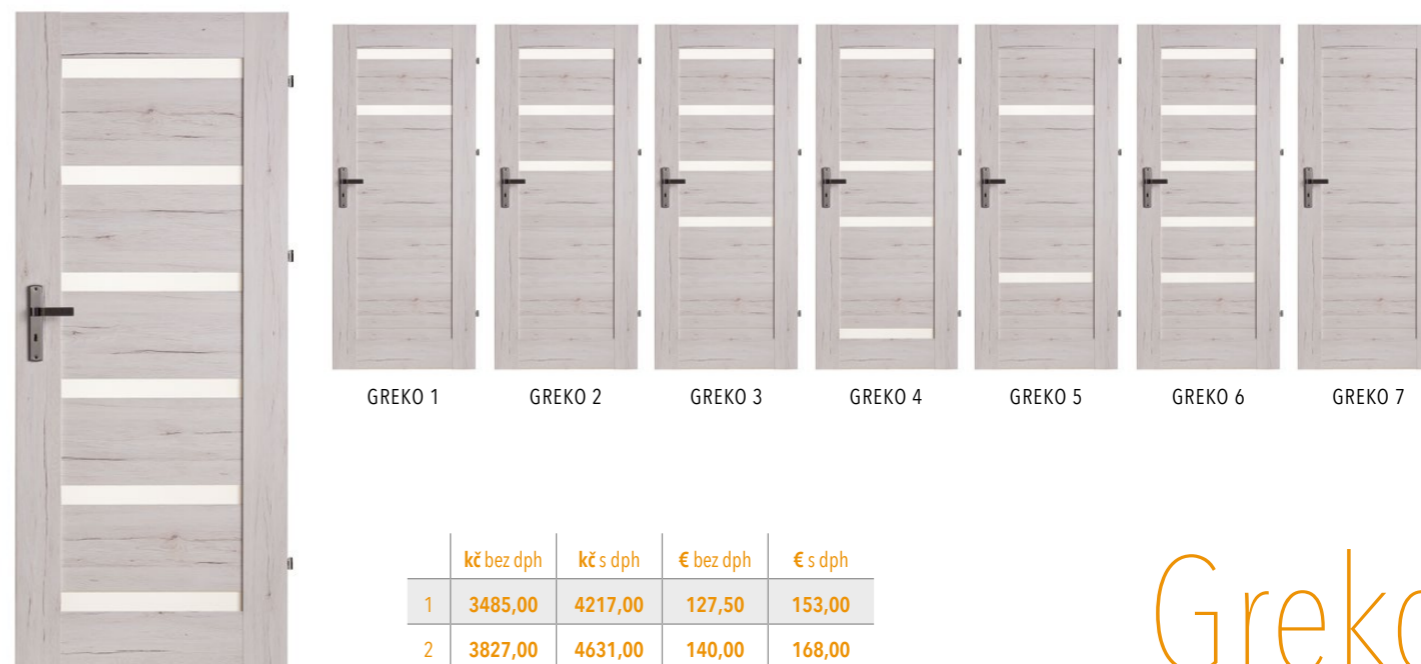 GREKO 1 GREKO 2 GREKO 3 GREKO 4 GREKO 5 GREKO 6 GREKO 7
kč bez dph kč s dph € bez dph € s dph
1 3485,00 4217,00 127,50 153,00
2 3827,00 4631,00 140,00 168,00
Greko